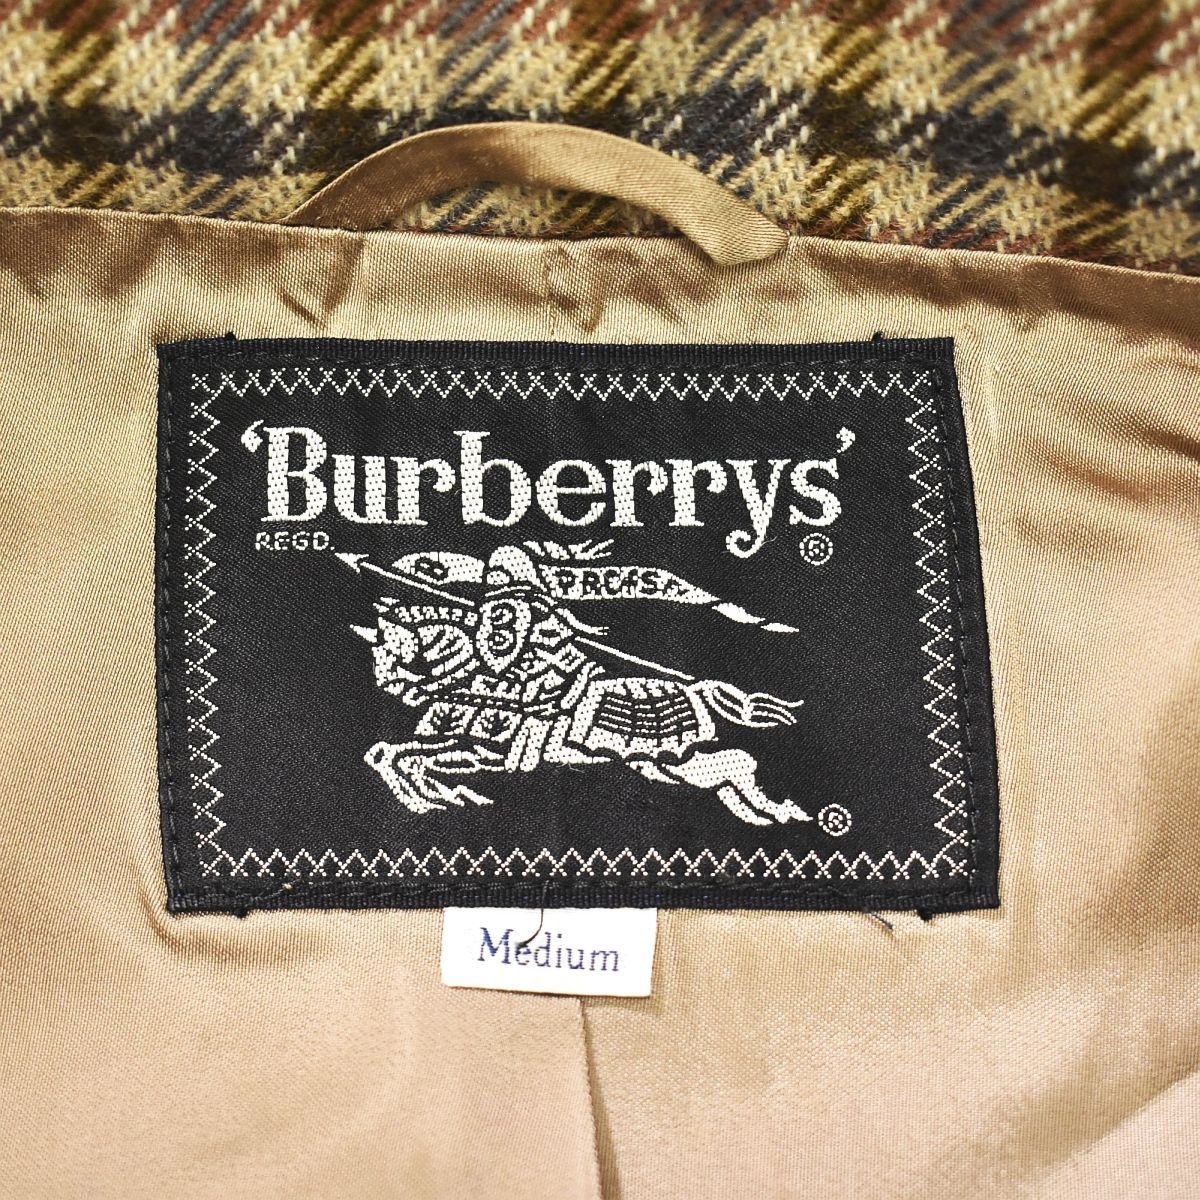 'Burberrys'
REGD. ®
PRORSUM
®
Medium